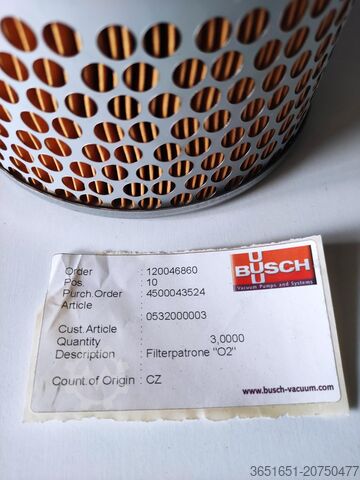 Order : 120046860
Pos. : 10
Purch.Order : 4500043524
Article :
0532000003
Cust.Article :
Quantity : 3,0000
Description : Filterpatrone "O2"
Count.of Origin : CZ
BUSCH
U
U
Vacuum Pumps and Systems
www.busch-vacuum.com
3651651-20750477